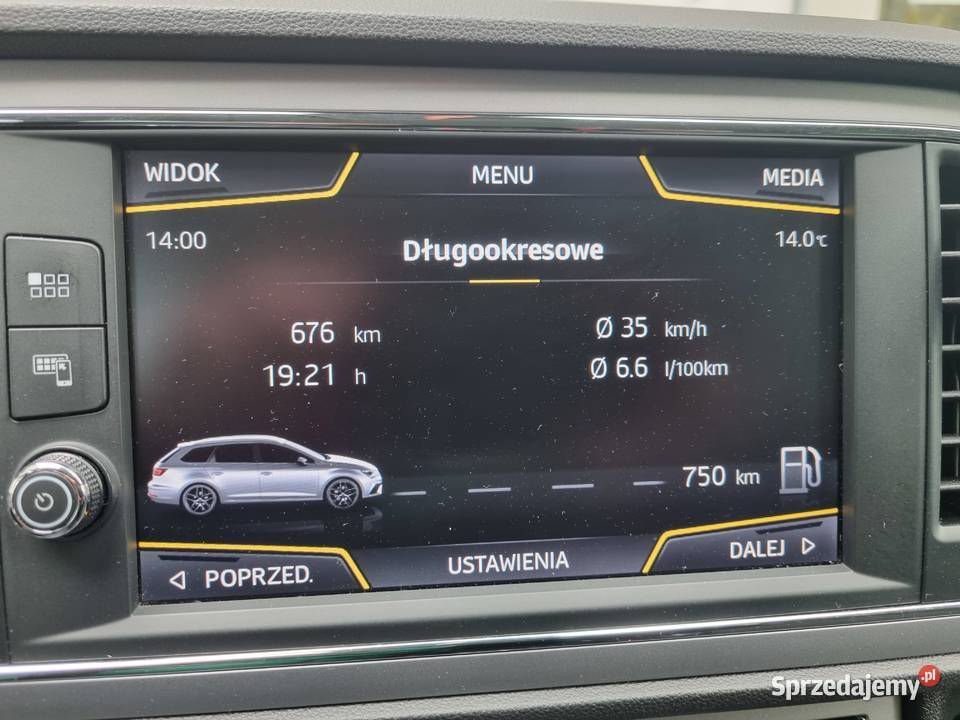 WIDOK MENU MEDIA
14:00 14.0°C
Długookresowe
676 km Ø 35 km/h
19:21 h Ø 6.6 l/100km
750 km
POPRZED. USTAWIENIA DALEJ
Sprzedajemy.pl